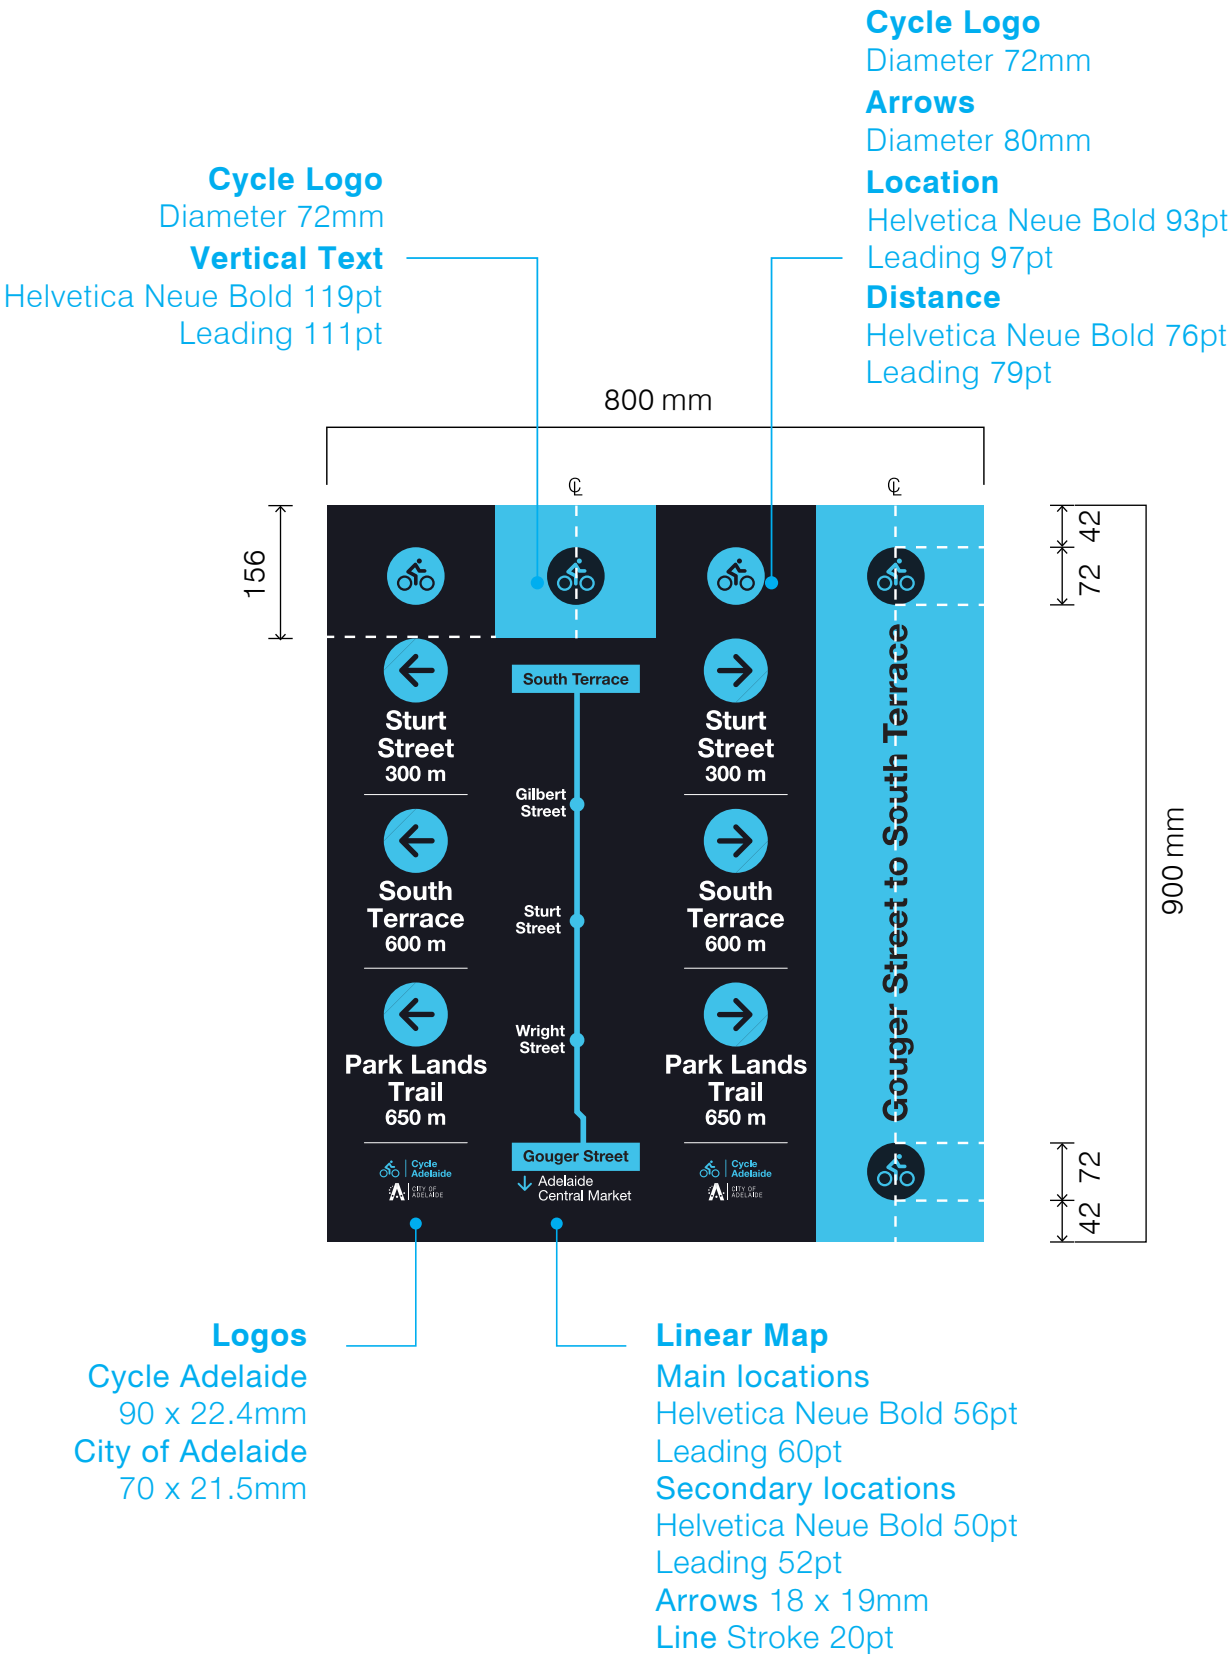 Cycle Logo
Diameter 72mm
Arrows
Diameter 80mm
Location
Helvetica Neue Bold 93pt
Leading 97pt
Distance
Helvetica Neue Bold 76pt
Leading 79pt
Cycle Logo
Diameter 72mm
Vertical Text
Helvetica Neue Bold 119pt
Leading 111pt
800 mm
156
42
72
900 mm
72
42
Sturt
Street
300 m
South
Terrace
600 m
Park Lands
Trail
650 m
Cycle
Adelaide
CITY OF
ADELAIDE
South Terrace
Gilbert
Street
Sturt
Street
Wright
Street
Gouger Street
Adelaide
Central Market
Sturt
Street
300 m
South
Terrace
600 m
Park Lands
Trail
650 m
Cycle
Adelaide
CITY OF
ADELAIDE
Gouger Street to South Terrace
Logos
Cycle Adelaide
90 x 22.4mm
City of Adelaide
70 x 21.5mm
Linear Map
Main locations
Helvetica Neue Bold 56pt
Leading 60pt
Secondary locations
Helvetica Neue Bold 50pt
Leading 52pt
Arrows 18 x 19mm
Line Stroke 20pt